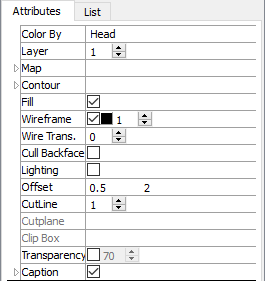 Attributes List
Color By Head
Layer 1
Map
Contour
Fill
Wireframe 1
Wire Trans. 0
Cull Backface
Lighting
Offset 0.5 2
CutLine 1
Cutplane
Clip Box
Transparency 70
Caption